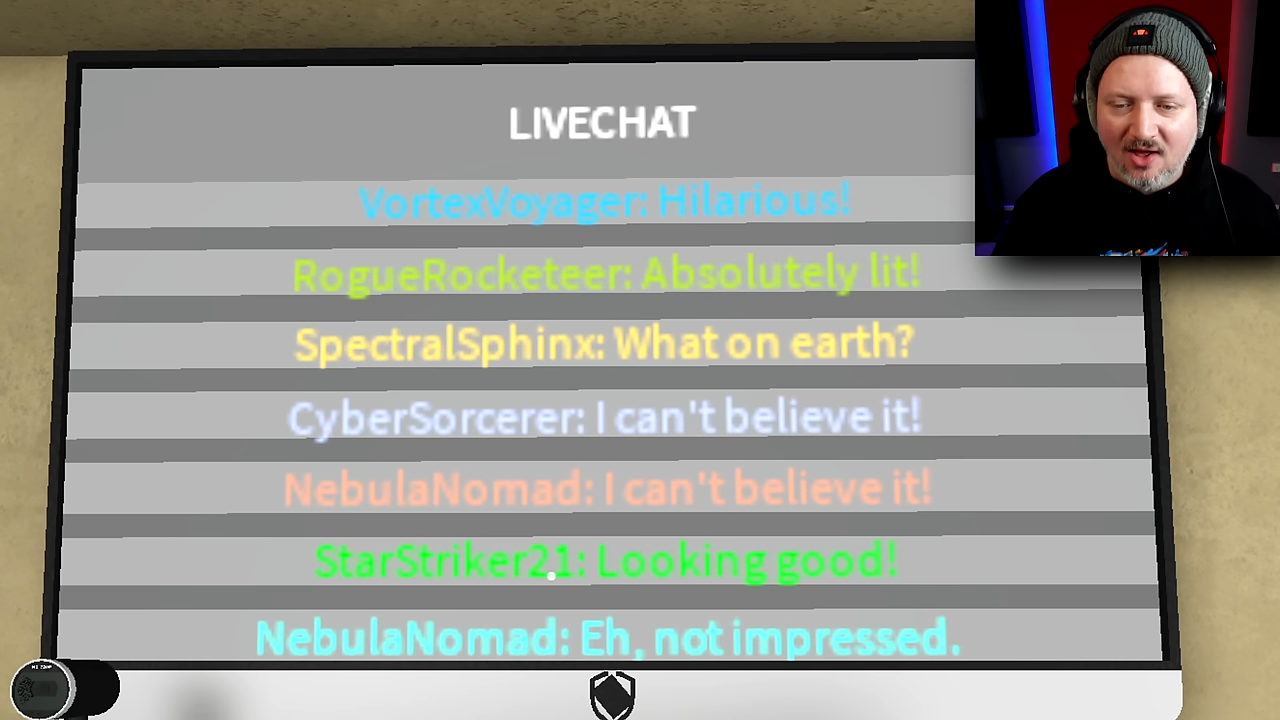 LIVECHAT
VortexVoyager: Hilarious!
RogueRocketeer: Absolutely lit!
SpectralSphinx: What on earth?
CyberSorcerer: I can't believe it!
NebulaNomad: I can't believe it!
StarStriker21: Looking good!
NebulaNomad: Eh, not impressed.